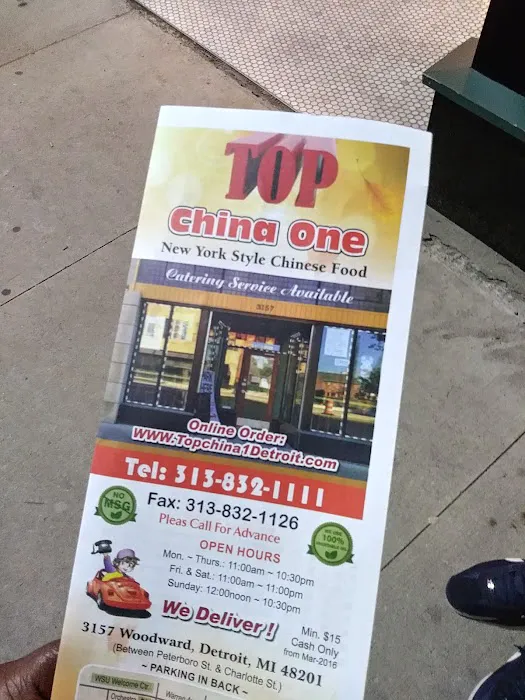 TOP
China One
New York Style Chinese Food
Catering Service Available
3157
Online Order:
www.Topchina1Detroit.com
Tel: 313-832-1111
NO
MSG
Fax: 313-832-1126
Pleas Call For Advance
100%
OPEN HOURS
Mon. ~ Thurs.: 11:00am ~ 10:30pm
Fri. & Sat.: 11:00am ~ 11:00pm
Sunday: 12:00noon ~ 10:30pm
We Deliver!
Min. $15
Cash Only
from Mar-2016
3157 Woodward, Detroit, MI 48201
(Between Peterboro St. & Charlotte St.)
~ PARKING IN BACK ~
WSU Welcome Ctr.